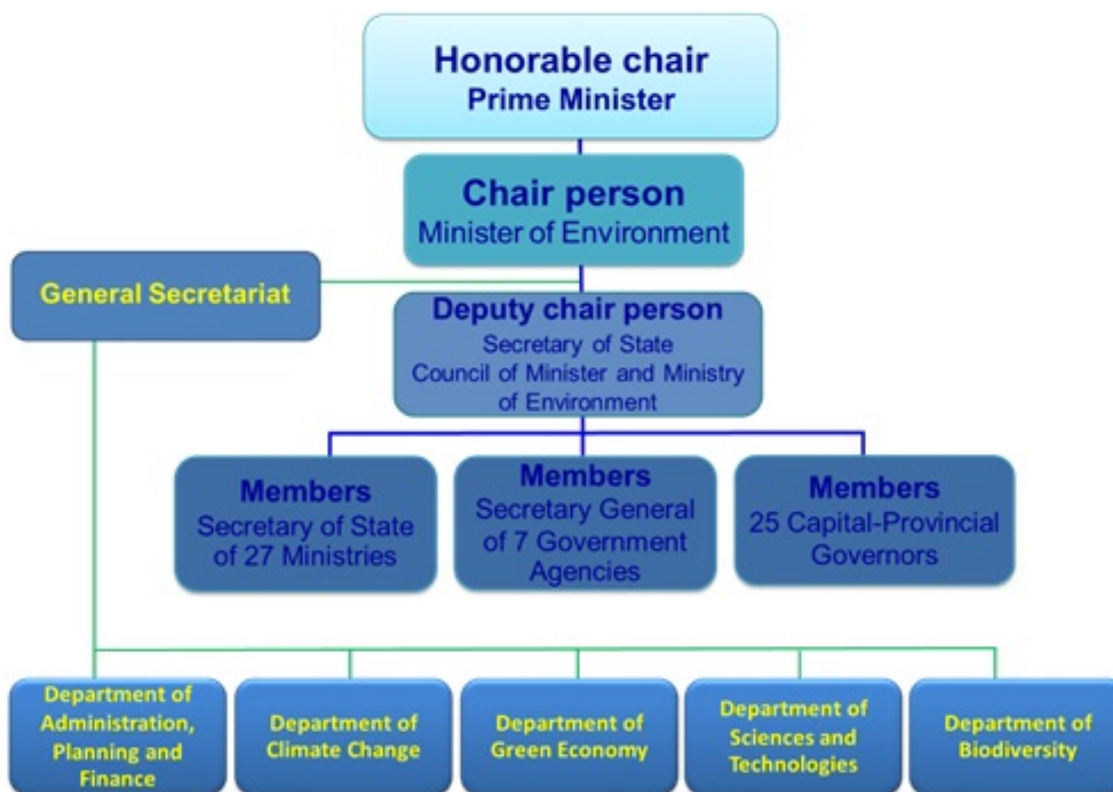 Honorable chair
Prime Minister
Chair person
Minister of Environment
General Secretariat
Deputy chair person
Secretary of State
Council of Minister and Ministry
of Environment
Members
Secretary of State
of 27 Ministries
Members
Secretary General
of 7 Government
Agencies
Members
25 Capital-Provincial
Governors
Department of
Administration,
Planning and
Finance
Department of
Climate Change
Department of
Green Economy
Department of
Sciences and
Technologies
Department of
Biodiversity